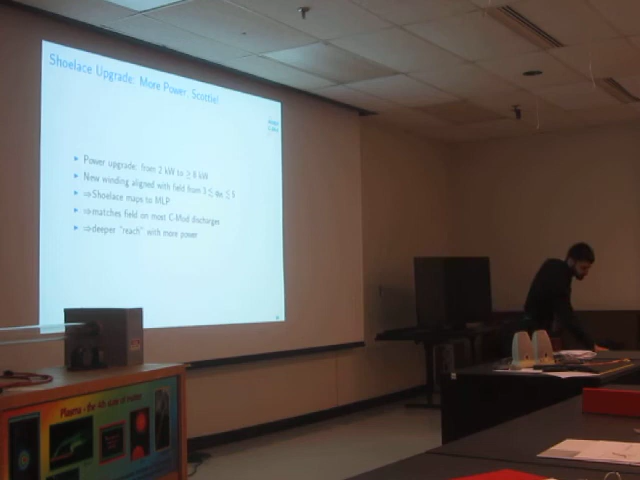 Shoelace Upgrade: More Power, Scottie!
▸ Power upgrade: from 2 kW to ≥ 8 kW
▸ New winding aligned with field from 3 ≤ q₉₅ ≤ 5
▸ ⇒Shoelace maps to MLP
▸ ⇒matches field on most C-Mod discharges
▸ ⇒deeper "reach" with more power
Plasma - the 4th state of matter